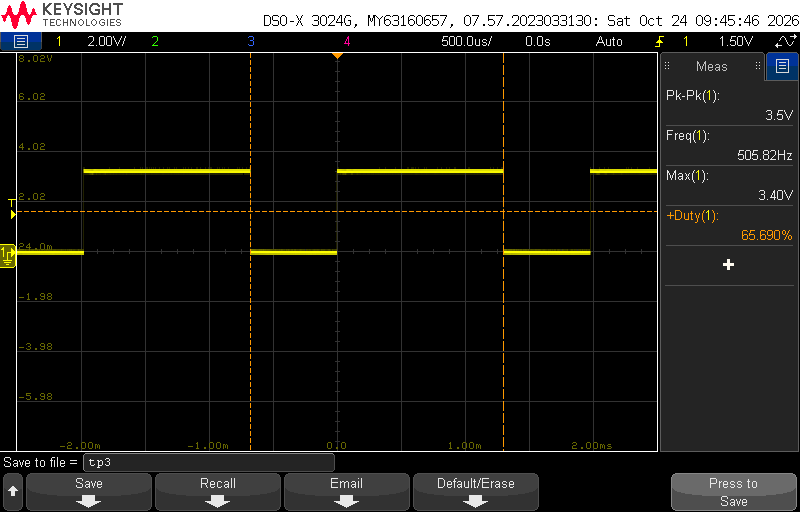 KEYSIGHT
TECHNOLOGIES
DSO-X 3024G, MY63160657, 07.57.2023033130: Sat Oct 24 09:45:46 2026
1 2.00V/ 2 3 4 500.0us/ 0.0s Auto 1 1.50V
8.02V
6.02
4.02
2.02
T
24.0m
1
-1.98
-3.98
-5.98
-2.00m -1.00m 0.0 1.00m 2.00ms
Meas
Pk-Pk(1):
3.5V
Freq(1):
505.82Hz
Max(1):
3.40V
+Duty(1):
65.690%
+
Save to file = tp3
Save Recall Email Default/Erase Press to
Save